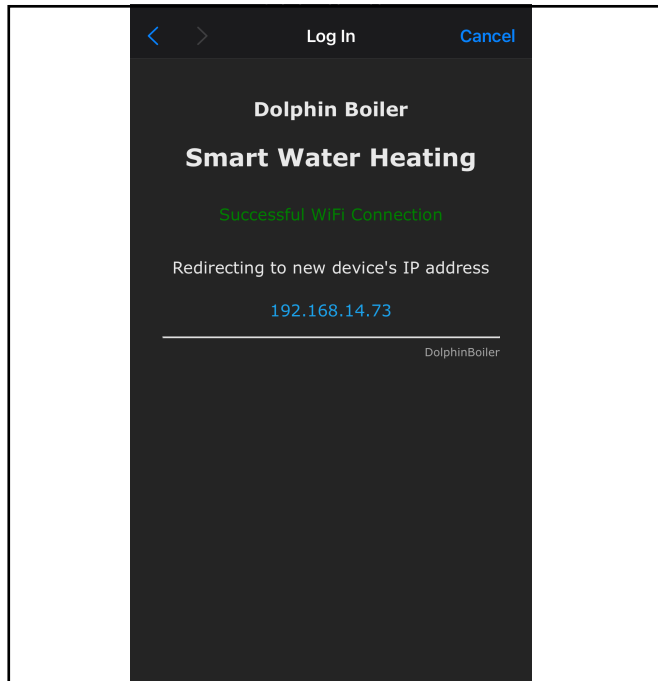 Log In
Cancel
Dolphin Boiler
Smart Water Heating
Successful WiFi Connection
Redirecting to new device's IP address
192.168.14.73
DolphinBoiler